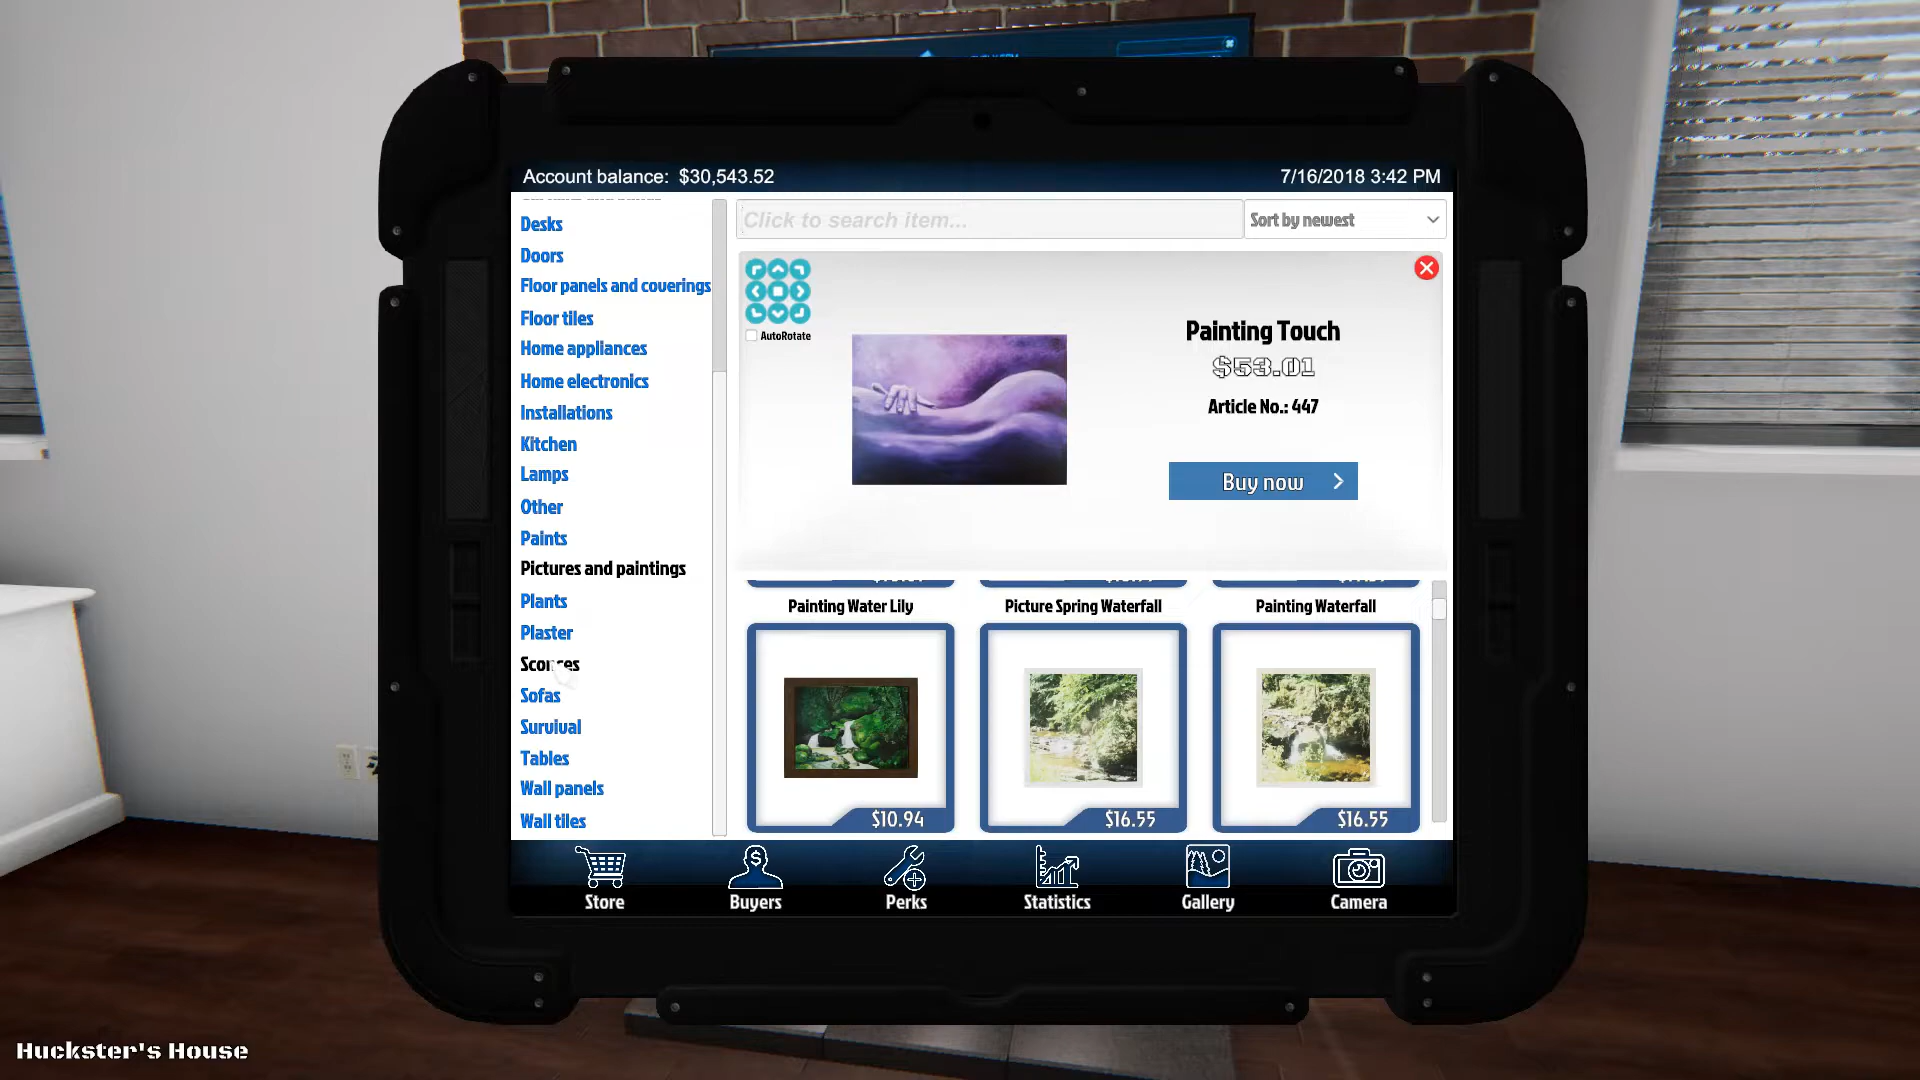 Account balance: $30,543.52
7/16/2018 3:42 PM
Desks
Doors
Floor panels and coverings
Floor tiles
Home appliances
Home electronics
Installations
Kitchen
Lamps
Other
Paints
Pictures and paintings
Plants
Plaster
Sconces
Sofas
Survival
Tables
Wall panels
Wall tiles
Click to search item...
Sort by newest
AutoRotate
Painting Touch
$53.01
Article No.: 447
Buy now
Painting Water Lily
Picture Spring Waterfall
Painting Waterfall
$10.94
$16.55
$16.55
Store
Buyers
Perks
Statistics
Gallery
Camera
Huckster's House